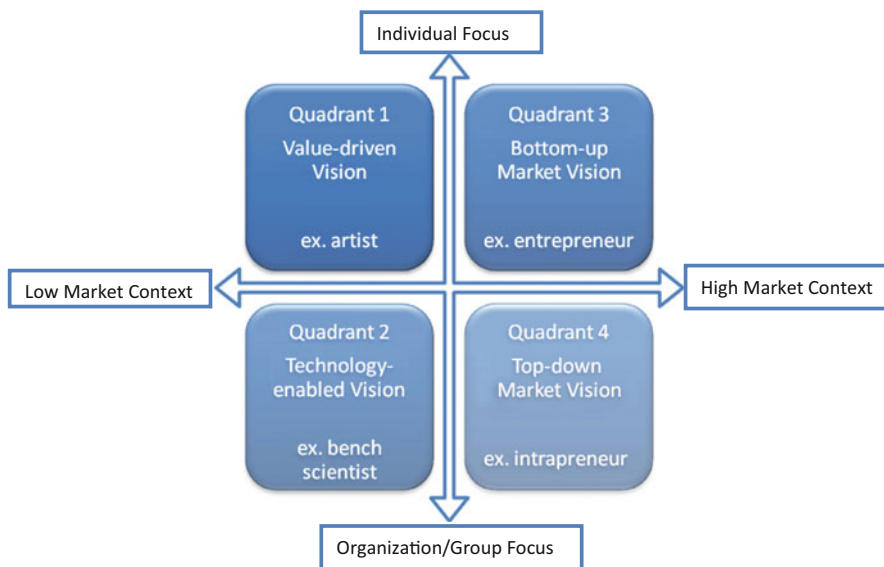 Individual Focus
Quadrant 1
Value-driven
Vision
ex. artist
Quadrant 3
Bottom-up
Market Vision
ex. entrepreneur
Low Market Context
High Market Context
Quadrant 2
Technology-
enabled Vision
ex. bench
scientist
Quadrant 4
Top-down
Market Vision
ex. intrapreneur
Organization/Group Focus